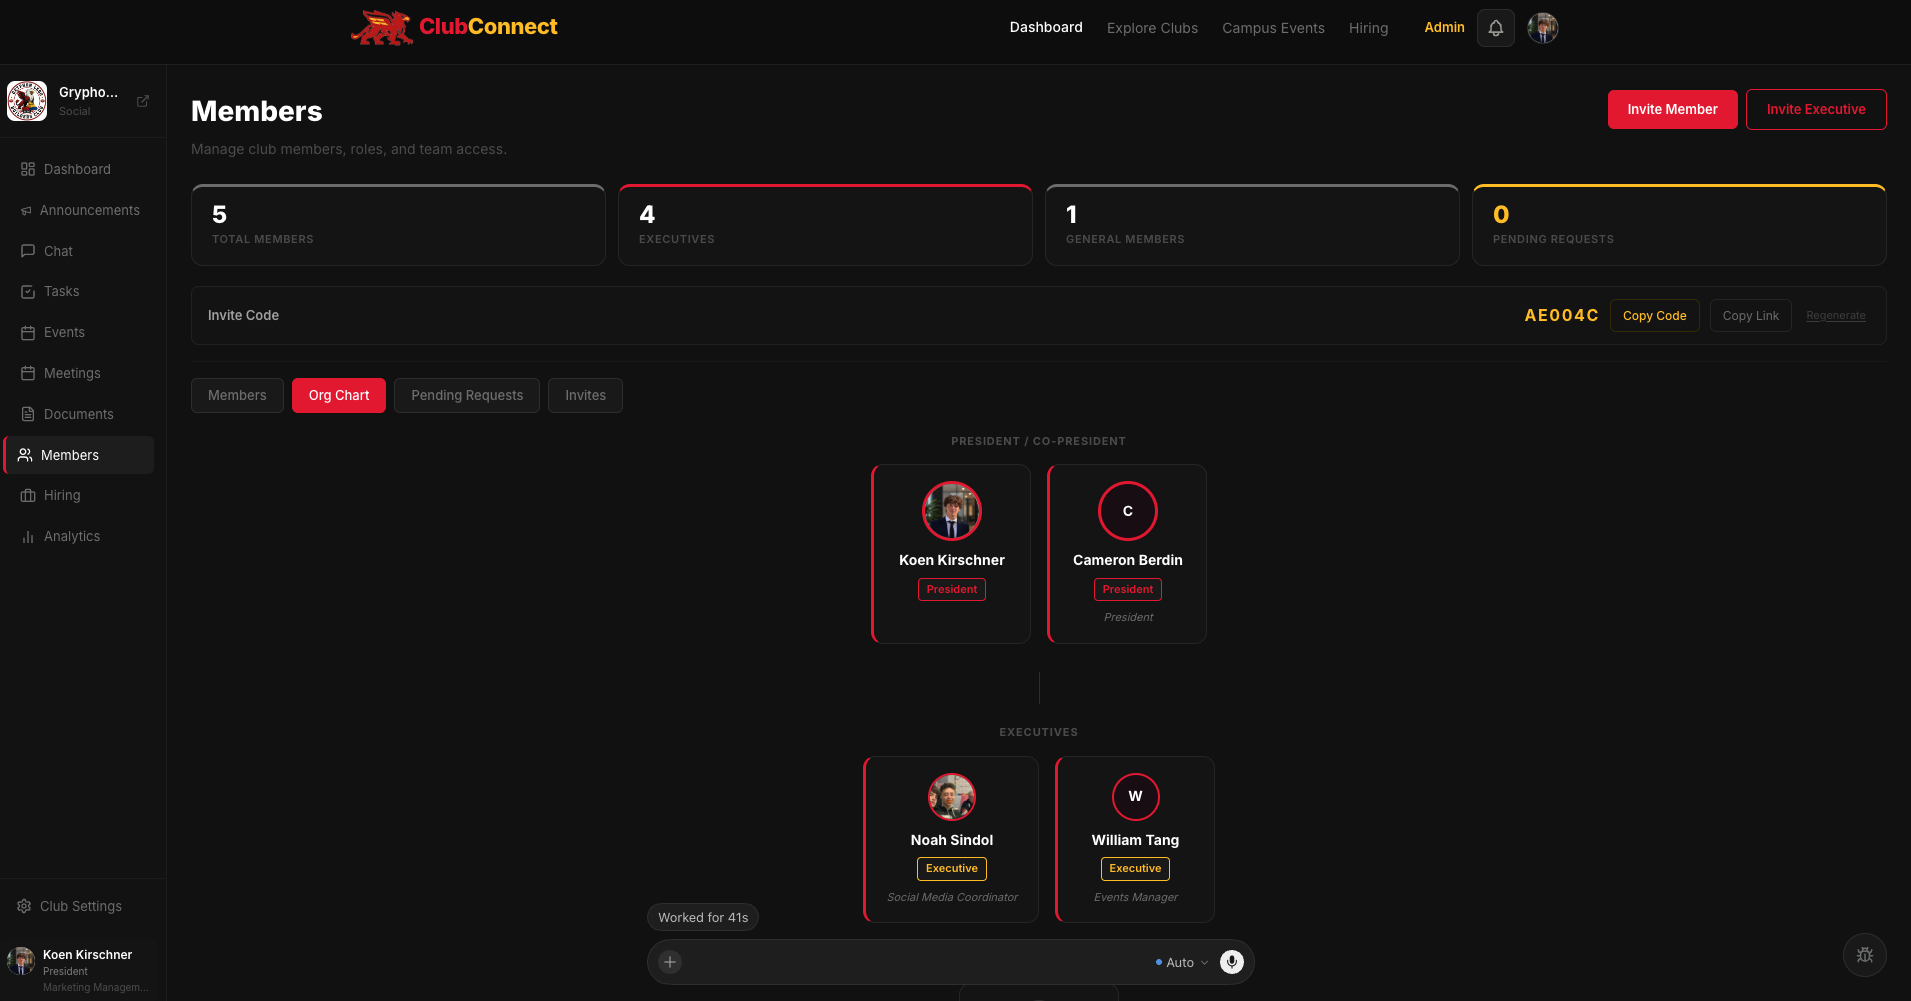 ClubConnect
Dashboard
Explore Clubs
Campus Events
Hiring
Admin
Grypho...
Social
Dashboard
Announcements
Chat
Tasks
Events
Meetings
Documents
Members
Hiring
Analytics
Club Settings
Koen Kirschner
President
Marketing Managem...
Members
Manage club members, roles, and team access.
Invite Member
Invite Executive
5
TOTAL MEMBERS
4
EXECUTIVES
1
GENERAL MEMBERS
0
PENDING REQUESTS
Invite Code
AE004C
Copy Code
Copy Link
Regenerate
Members
Org Chart
Pending Requests
Invites
PRESIDENT / CO-PRESIDENT
Koen Kirschner
President
C
Cameron Berdin
President
President
EXECUTIVES
Noah Sindol
Executive
Social Media Coordinator
W
William Tang
Executive
Events Manager
Worked for 41s
Auto